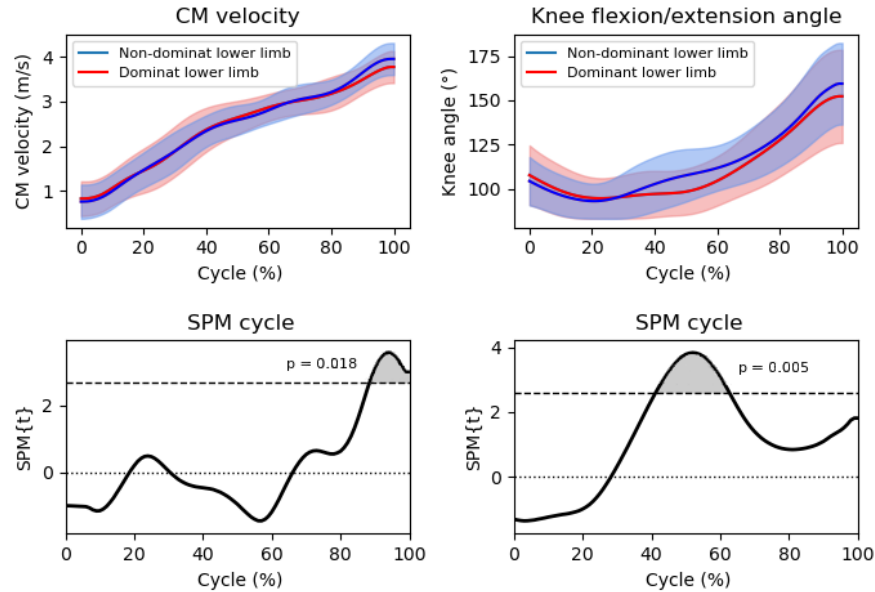 CM velocity
CM velocity (m/s)
4
3
2
1
Non-dominat lower limb
Dominat lower limb
0
20
40
60
80
100
Cycle (%)
Knee flexion/extension angle
Knee angle (°)
175
150
125
100
Non-dominant lower limb
Dominant lower limb
0
20
40
60
80
100
Cycle (%)
SPM cycle
SPM{t}
2
0
p = 0.018
0
20
40
60
80
100
Cycle (%)
SPM cycle
SPM{t}
4
2
0
p = 0.005
0
20
40
60
80
100
Cycle (%)